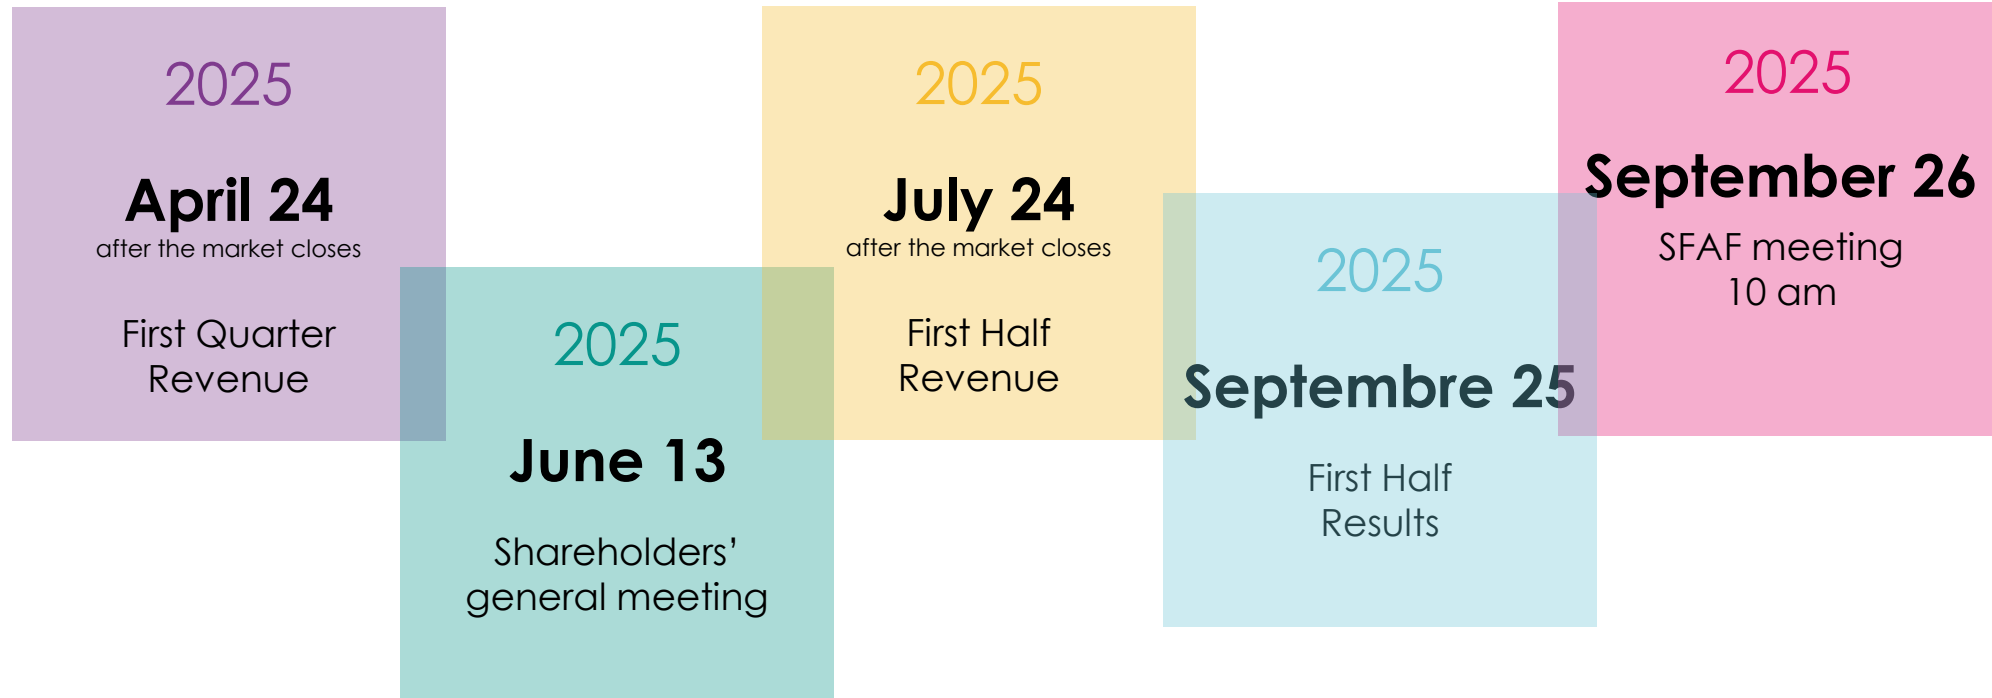 2025
April 24
after the market closes
First Quarter
Revenue
2025
June 13
Shareholders’
general meeting
2025
July 24
after the market closes
First Half
Revenue
2025
Septembre 25
First Half
Results
2025
September 26
SFAF meeting
10 am